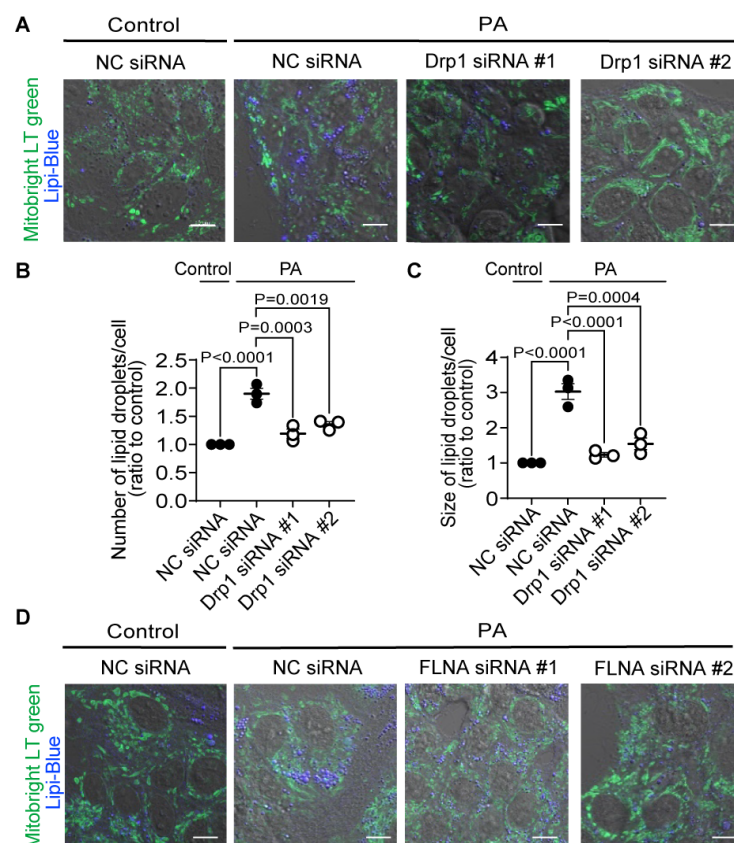 A
Control
PA
NC siRNA
NC siRNA
Drp1 siRNA #1
Drp1 siRNA #2
Mitobright LT green
Lipi-Blue
B
Control
PA
P=0.0019
P=0.0003
P<0.0001
Number of lipid droplets/cell
(ratio to control)
2.5
2.0
1.5
1.0
0.5
0.0
NC siRNA
NC siRNA
Drp1 siRNA #1
Drp1 siRNA #2
C
Control
PA
P=0.0004
P<0.0001
P<0.0001
Size of lipid droplets/cell
(ratio to control)
4
3
2
1
0
NC siRNA
NC siRNA
Drp1 siRNA #1
Drp1 siRNA #2
D
Control
PA
NC siRNA
NC siRNA
FLNA siRNA #1
FLNA siRNA #2
Mitobright LT green
Lipi-Blue